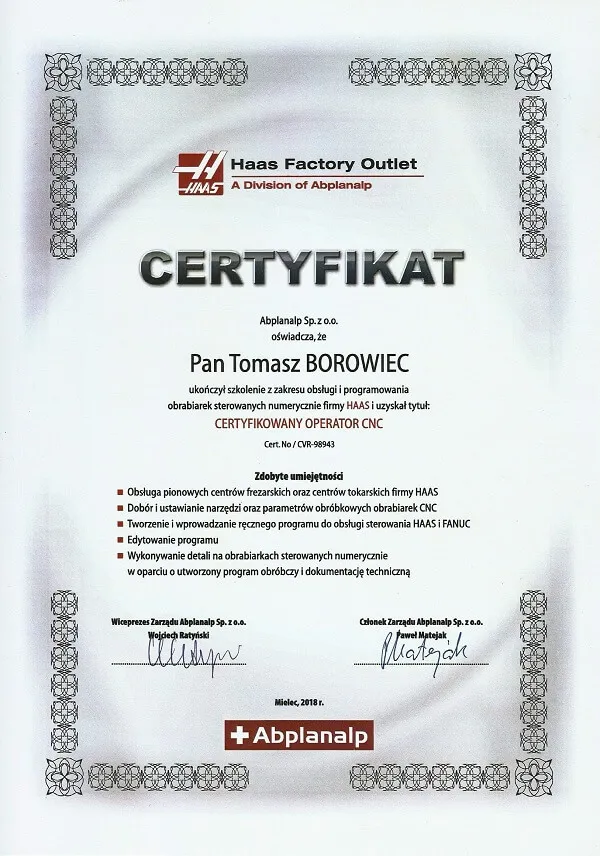 HAAS
Haas Factory Outlet
A Division of Abplanalp
CERTYFIKAT
Abplanalp Sp. z o.o.
oświadcza, że
Pan Tomasz BOROWIEC
ukończył szkolenie z zakresu obsługi i programowania
obrabiarek sterowanych numerycznie firmy HAAS i uzyskał tytuł:
CERTYFIKOWANY OPERATOR CNC
Cert. No / CVR-98943
Zdobyte umiejętności
Obsługa pionowych centrów frezarskich oraz centrów tokarskich firmy HAAS
Dobór i ustawianie narzędzi oraz parametrów obróbkowych obrabiarek CNC
Tworzenie i wprowadzanie ręcznego programu do obsługi sterowania HAAS i FANUC
Edytowanie programu
Wykonywanie detali na obrabiarkach sterowanych numerycznie
w oparciu o utworzony program obróbczy i dokumentację techniczną
Wiceprezes Zarządu Abplanalp Sp. z o.o.
Wojciech Ratyński
Członek Zarządu Abplanalp Sp. z o.o.
Paweł Matejak
PMatejak
Mielec, 2018 r.
Abplanalp